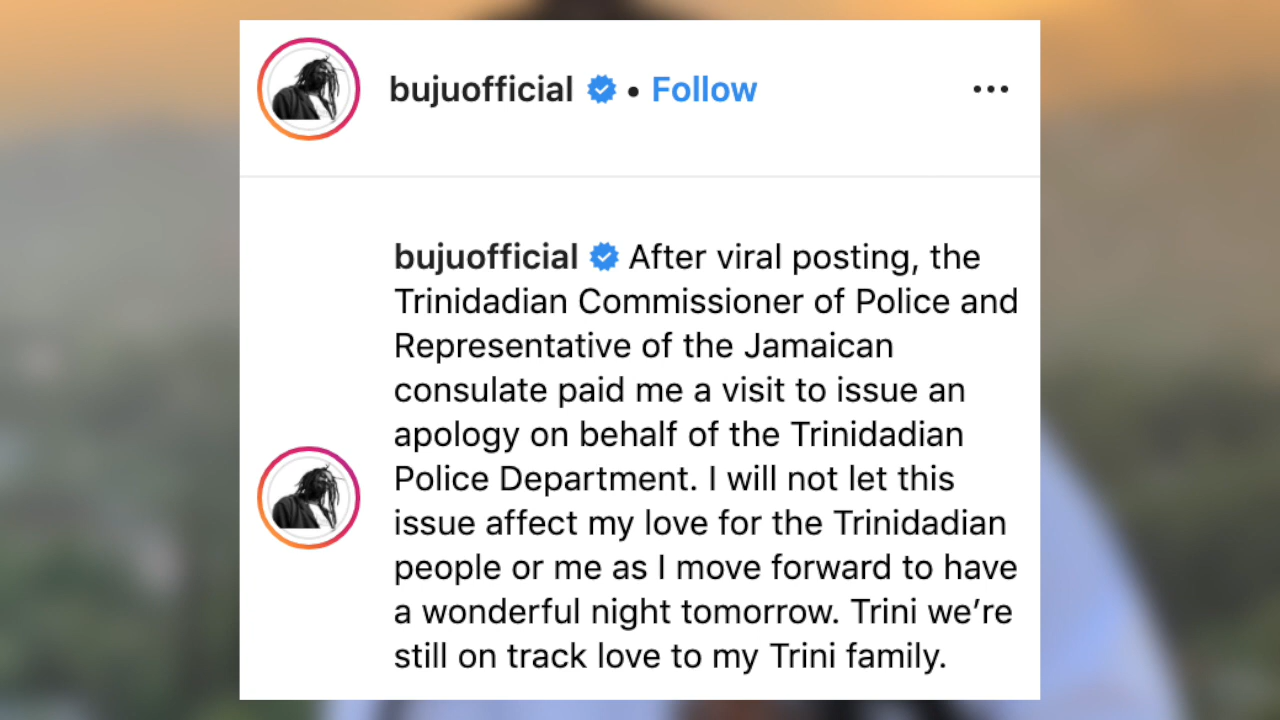 bujuofficial • Follow
bujuofficial After viral posting, the
Trinidadian Commissioner of Police and
Representative of the Jamaican
consulate paid me a visit to issue an
apology on behalf of the Trinidadian
Police Department. I will not let this
issue affect my love for the Trinidadian
people or me as I move forward to have
a wonderful night tomorrow. Trini we’re
still on track love to my Trini family.